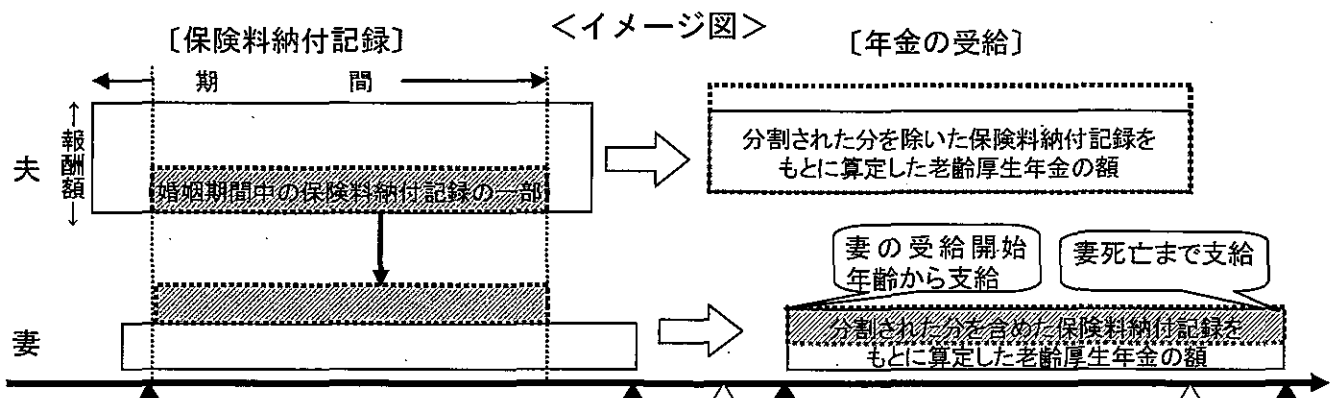 <イメージ図>
〔保険料納付記録〕
〔年金の受給〕
期間
夫
↑報酬額↓
婚姻期間中の保険料納付記録の一部
分割された分を除いた保険料納付記録を
もとに算定した老齢厚生年金の額
妻の受給開始
年齢から支給
妻死亡まで支給
妻
分割された分を含めた保険料納付記録を
もとに算定した老齢厚生年金の額